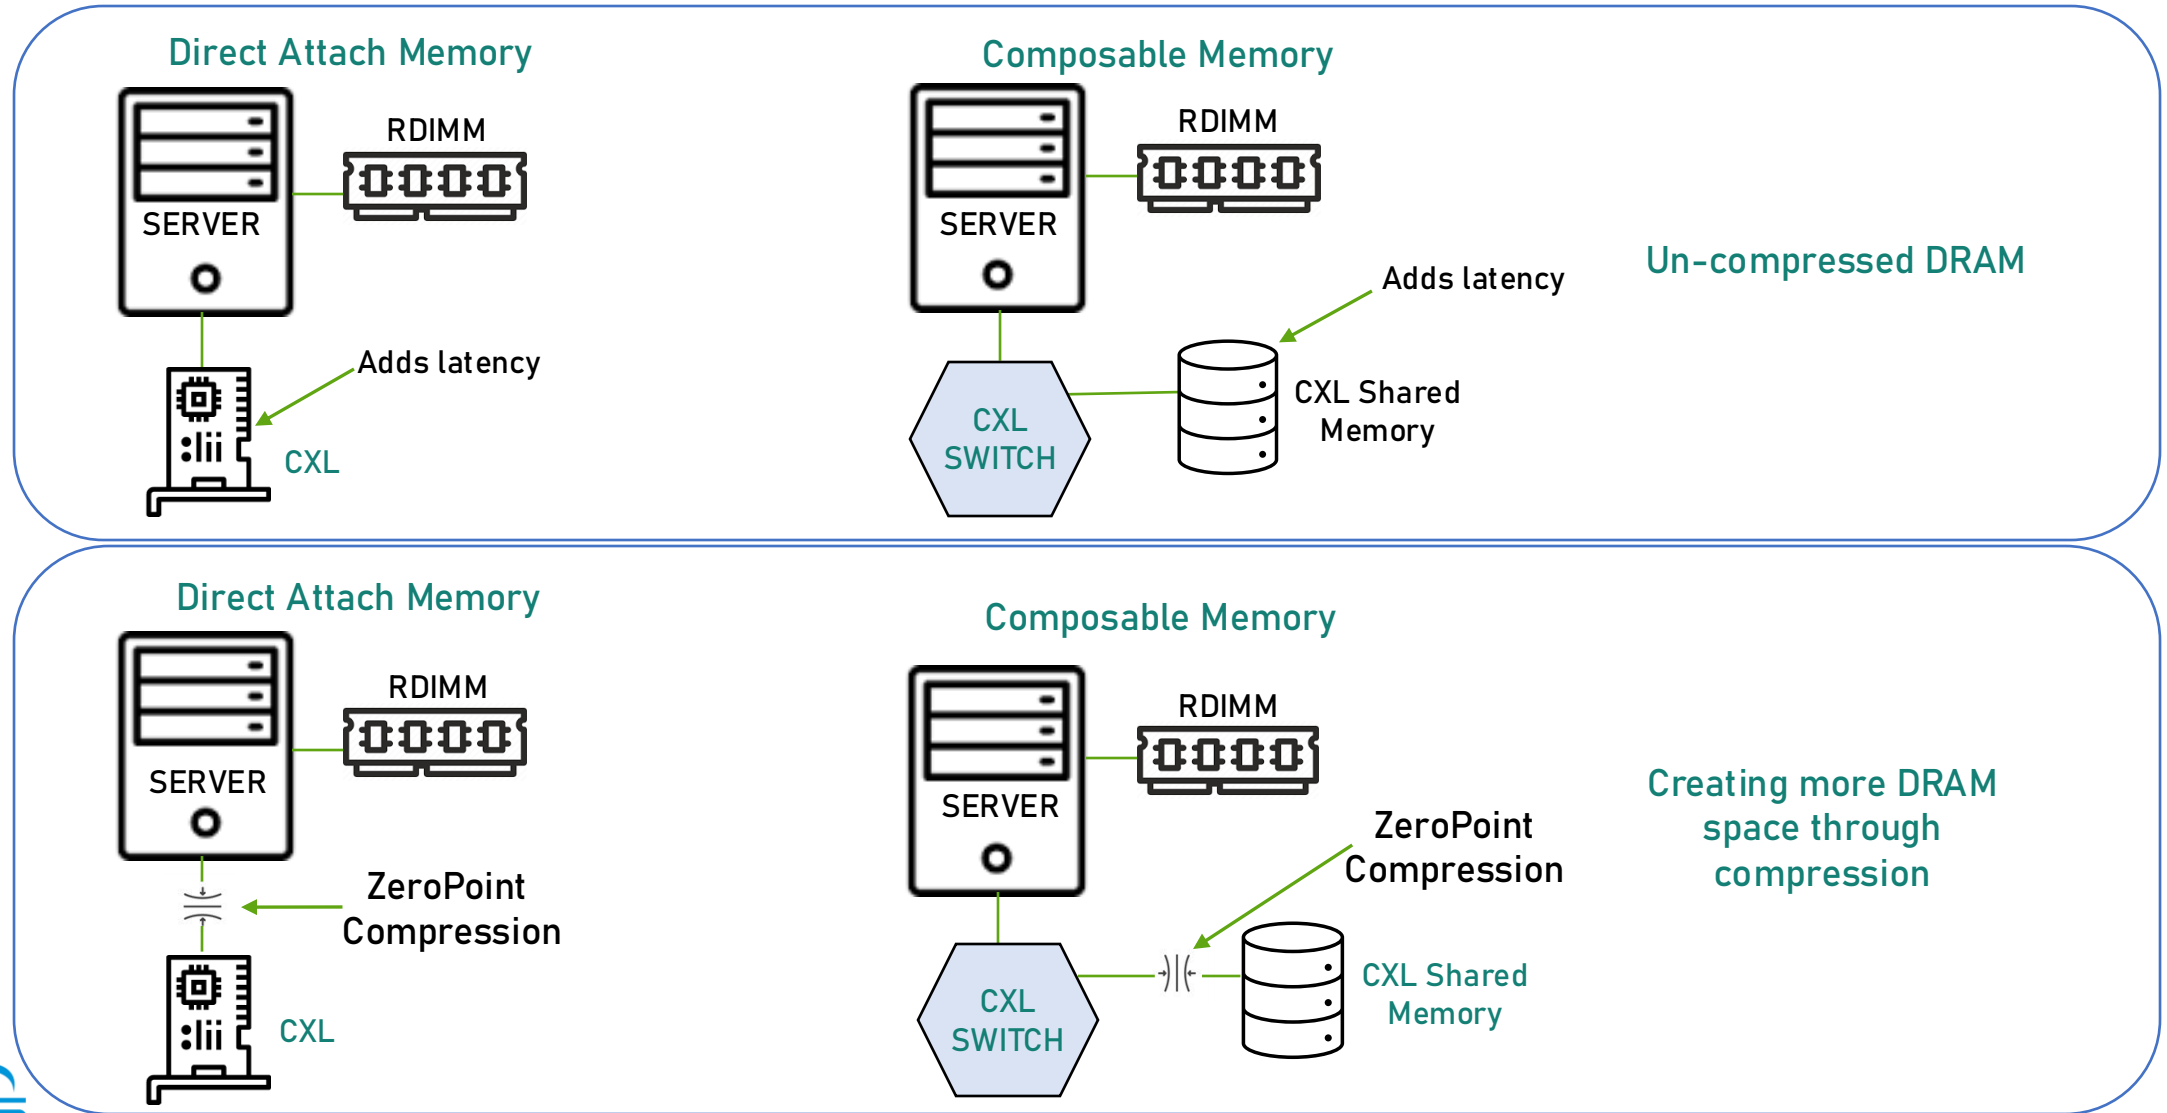 Direct Attach Memory
RDIMM
SERVER
Adds latency
CXL
Composable Memory
RDIMM
SERVER
Adds latency
CXL Shared
Memory
CXL
SWITCH
Un-compressed DRAM
Direct Attach Memory
RDIMM
SERVER
ZeroPoint
Compression
CXL
Composable Memory
RDIMM
SERVER
ZeroPoint
Compression
CXL Shared
Memory
CXL
SWITCH
Creating more DRAM
space through
compression